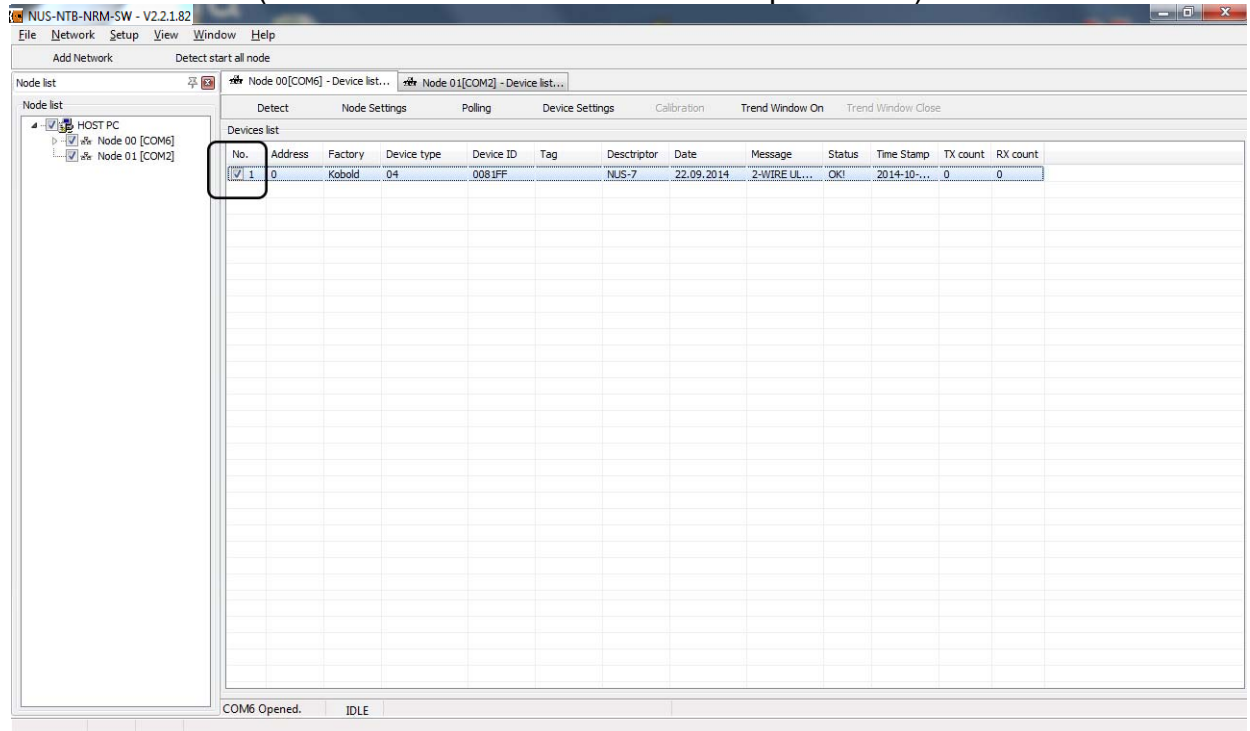 NUS-NTB-NRM-SW - V2.2.1.82
File Network Setup View Window Help
Add Network Detect start all node
Node list
Node 00[COM6] - Device list... Node 01[COM2] - Device list...
Node list
HOST PC
Node 00 [COM6]
Node 01 [COM2]
Detect Node Settings Polling Device Settings Calibration Trend Window On Trend Window Close
Devices list
No. Address Factory Device type Device ID Tag Desctriptor Date Message Status Time Stamp TX count RX count
1 0 Kobold 04 0081FF NUS-7 22.09.2014 2-WIRE UL... OK! 2014-10-... 0 0
COM6 Opened. IDLE